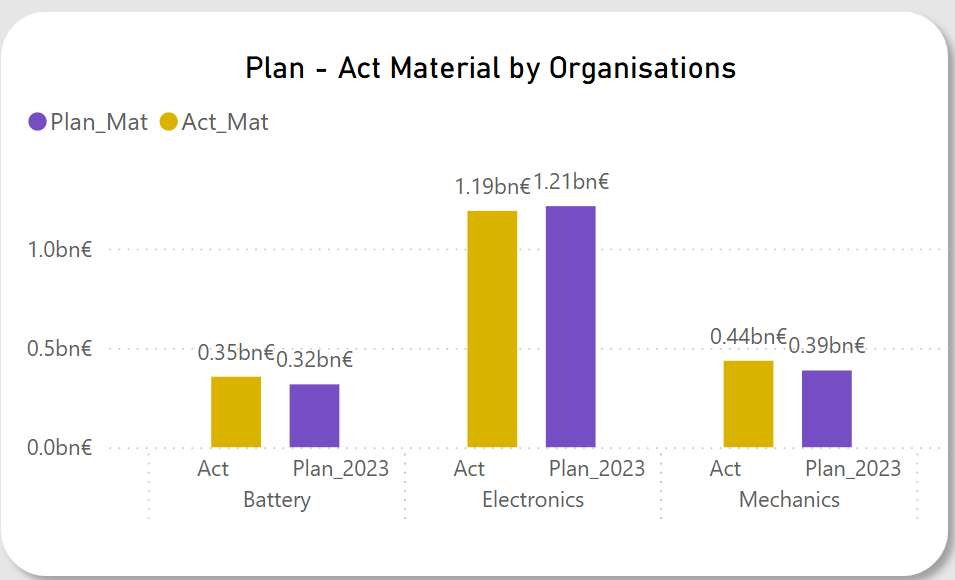 Plan - Act Material by Organisations
Plan_Mat Act_Mat
1.19bn€ 1.21bn€
1.0bn€
0.44bn€ 0.39bn€
0.5bn€ 0.35bn€ 0.32bn€
0.0bn€
Act Plan_2023 Act Plan_2023 Act Plan_2023
Battery Electronics Mechanics